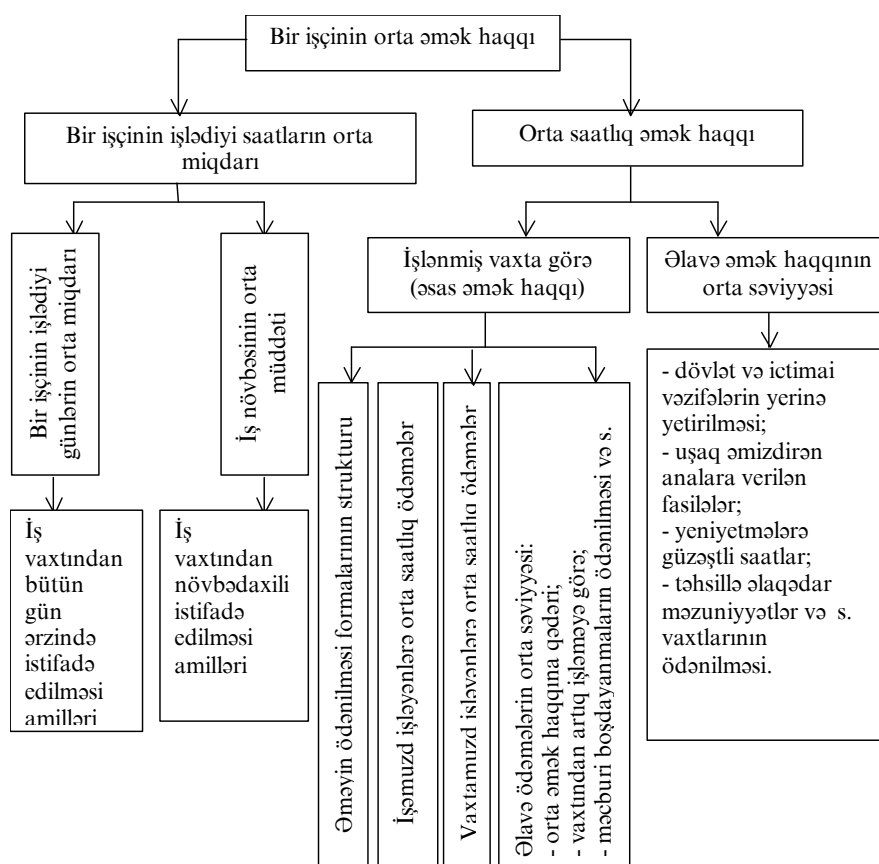 Bir işçinin orta əmək haqqı
Bir işçinin işlədiyi saatların orta
miqdarı
Orta saatlıq əmək haqqı
Bir işçinin işlədiyi
günlərin orta miqdarı
İş növbəsinin orta
müddəti
İşlənmiş vaxta görə
(əsas əmək haqqı)
Əlavə əmək haqqının
orta səviyyəsi
İş
vaxtından
bütün
gün
ərzində
istifadə
edilməsi
amilləri
İş
vaxtından
növbədaxili
istifadə
edilməsi
amilləri
Əməyin ödənilməsi formalarının strukturu
İşəmuzd işləyənlərə orta saatlıq ödəmələr
Vaxtamuzd isləvənlərə orta saatlıq ödəmələr
Əlavə ödəmələrin orta səviyyəsi:
- orta əmək haqqına qədəri;
- vaxtından artıq işləməyə görə;
- məcburi boşdayanmaların ödənilməsi və s.
- dövlət və ictimai
vəzifələrin yerinə
yetirilməsi;
- uşaq əmizdirən
analara verilən
fasilələr;
- yeniyetmələrə
güzəştli saatlar;
- təhsillə əlaqədar
məzuniyyətlər və s.
vaxtlarının
ödənilməsi.